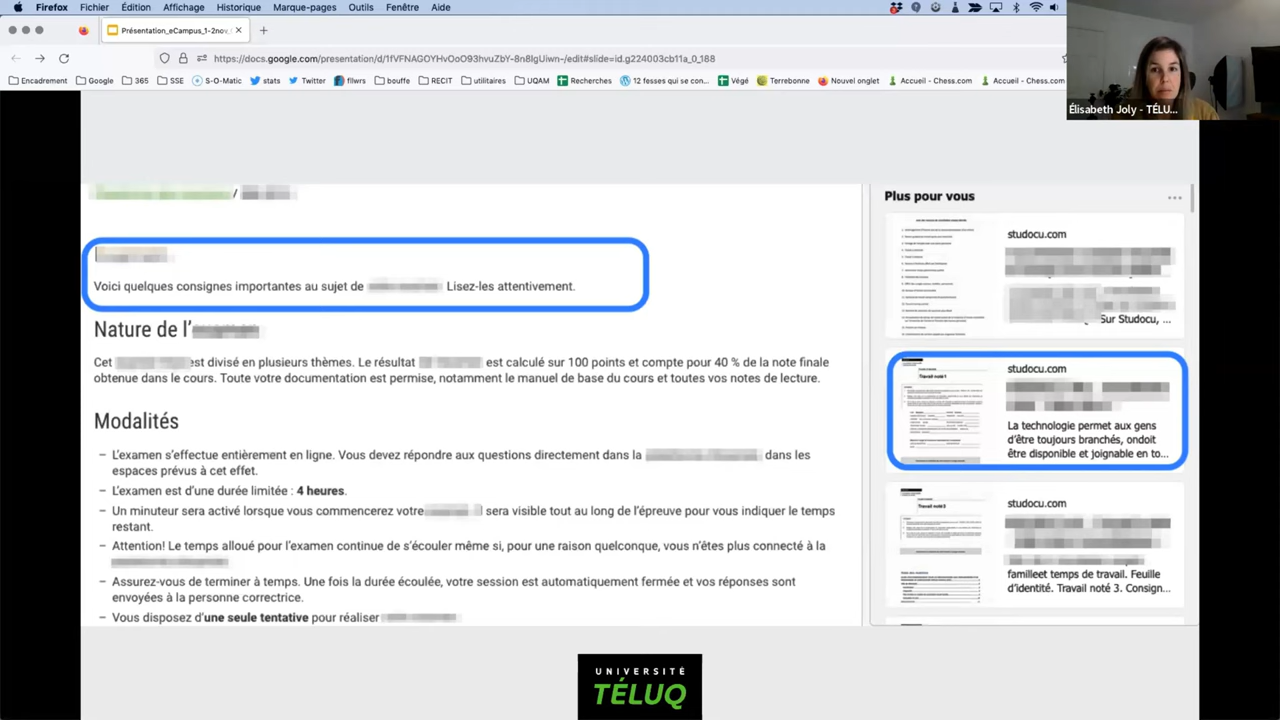 Firefox Fichier Édition Affichage Historique Marque-pages Outils Fenêtre Aide
Présentation_eCampus_1-2nov_
https://docs.google.com/presentation/d/1fVFNAGOYHvOoO93hvuZbY-8n8IgUiwn-/edit#slide=id.g224003cb11a_0_188
Encadrement Google 365 SSE S-O-Matic stats Twitter fllwrs bouffe RECIT utilitaires UQAM Recherches 12 fesses qui se con... Végé Terrebonne Nouvel onglet Accueil - Chess.com Accueil - Chess.com
Élisabeth Joly - TÉLU...
/
Voici quelques consignes importantes au sujet de Lisez-les attentivement.
Nature de l'
Cet est divisé en plusieurs thèmes. Le résultat est calculé sur 100 points et compte pour 40 % de la note finale
obtenue dans le cours. Toute votre documentation est permise, notamment le manuel de base du cours et toutes vos notes de lecture.
Modalités
– L'examen s'effectue entièrement en ligne. Vous devez répondre aux questions directement dans la dans les
espaces prévus à cet effet.
– L'examen est d'une durée limitée : 4 heures.
– Un minuteur sera activé lorsque vous commencerez votre sera visible tout au long de l'épreuve pour vous indiquer le temps
restant.
– Attention! Le temps alloué pour l'examen continue de s'écouler même si, pour une raison quelconque, vous n'êtes plus connecté à la
– Assurez-vous de terminer à temps. Une fois la durée écoulée, votre session est automatiquement fermée et vos réponses sont
envoyées à la personne correctrice.
– Vous disposez d'une seule tentative pour réaliser
Plus pour vous
studocu.com
Sur Studocu, ...
Travail noté 1
studocu.com
La technologie permet aux gens
d'être toujours branchés, ondoit
être disponible et joignable en to...
Travail noté 3
studocu.com
familleet temps de travail. Feuille
d'identité. Travail noté 3. Consign...
UNIVERSITÉ
TÉLUQ